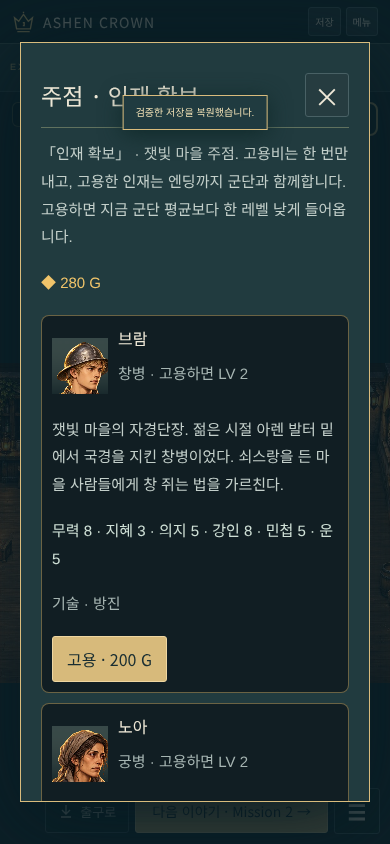 ASHEN CROWN
저장
메뉴
주점 · 인재 확보
검증한 저장을 복원했습니다.
「인재 확보」 · 잿빛 마을 주점. 고용비는 한 번만
내고, 고용한 인재는 엔딩까지 군단과 함께합니다.
고용하면 지금 군단 평균보다 한 레벨 낮게 들어옵
니다.
280 G
브람
창병 · 고용하면 LV 2
잿빛 마을의 자경단장. 젊은 시절 아렌 발터 밑
에서 국경을 지킨 창병이었다. 쇠스랑을 든 마
을 사람들에게 창 쥐는 법을 가르친다.
무력 8 · 지혜 3 · 의지 5 · 강인 8 · 민첩 5 · 운
5
기술 · 방진
고용 · 200 G
노아
궁병 · 고용하면 LV 2
출구로
다음 이야기 · Mission 2 →